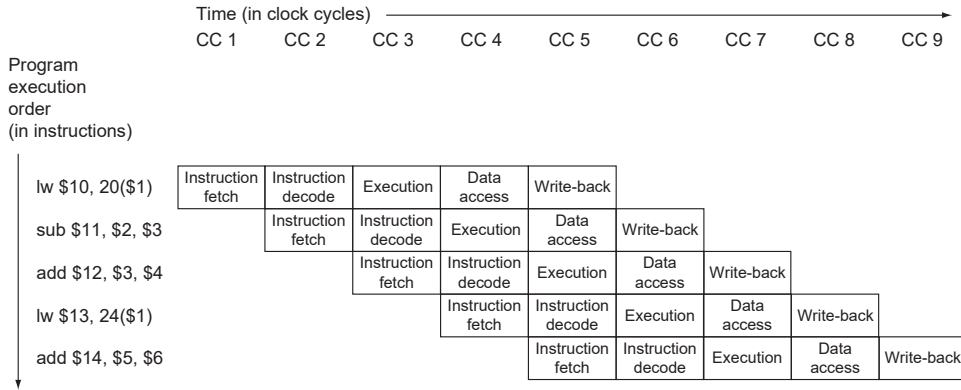 Time (in clock cycles)
CC 1 CC 2 CC 3 CC 4 CC 5 CC 6 CC 7 CC 8 CC 9
Program
execution
order
(in instructions)
lw $10, 20($1)
Instruction
fetch
Instruction
decode
Execution
Data
access
Write-back
sub $11, $2, $3
Instruction
fetch
Instruction
decode
Execution
Data
access
Write-back
add $12, $3, $4
Instruction
fetch
Instruction
decode
Execution
Data
access
Write-back
lw $13, 24($1)
Instruction
fetch
Instruction
decode
Execution
Data
access
Write-back
add $14, $5, $6
Instruction
fetch
Instruction
decode
Execution
Data
access
Write-back